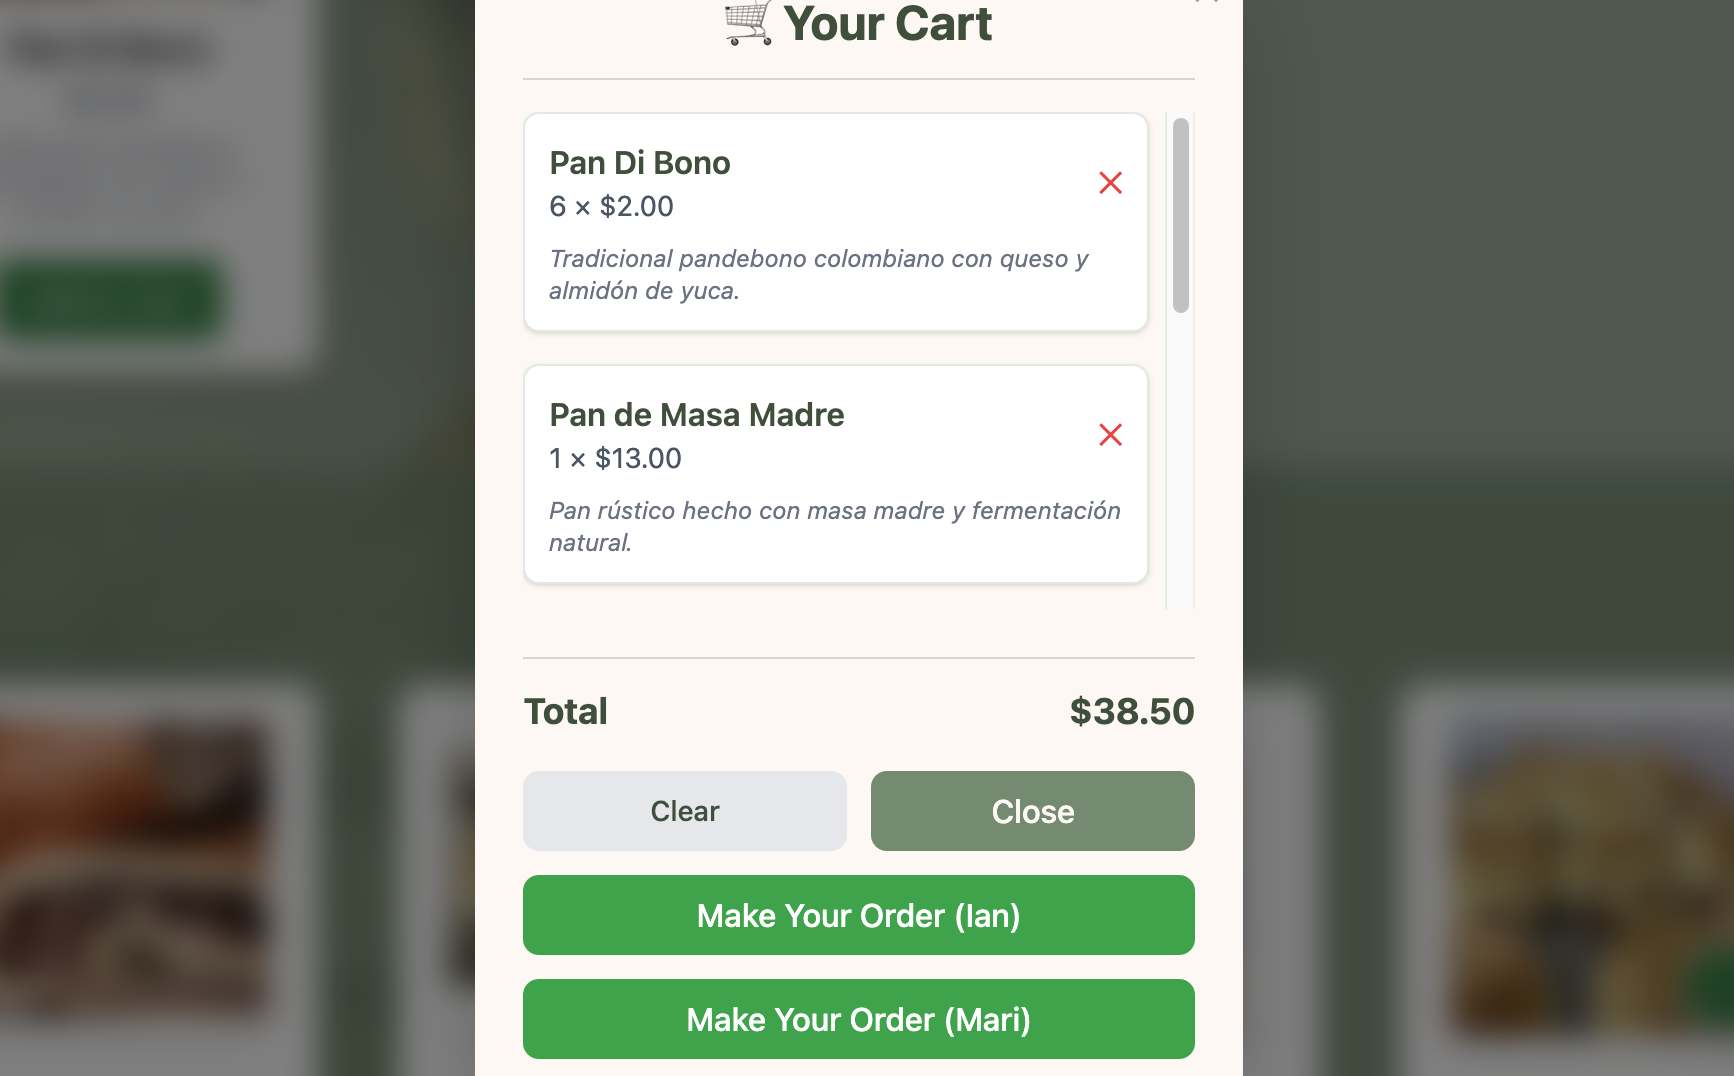 Your Cart
Pan Di Bono
6 × $2.00
Tradicional pandebono colombiano con queso y
almidón de yuca.
Pan de Masa Madre
1 × $13.00
Pan rústico hecho con masa madre y fermentación
natural.
Total $38.50
Clear Close
Make Your Order (Ian)
Make Your Order (Mari)